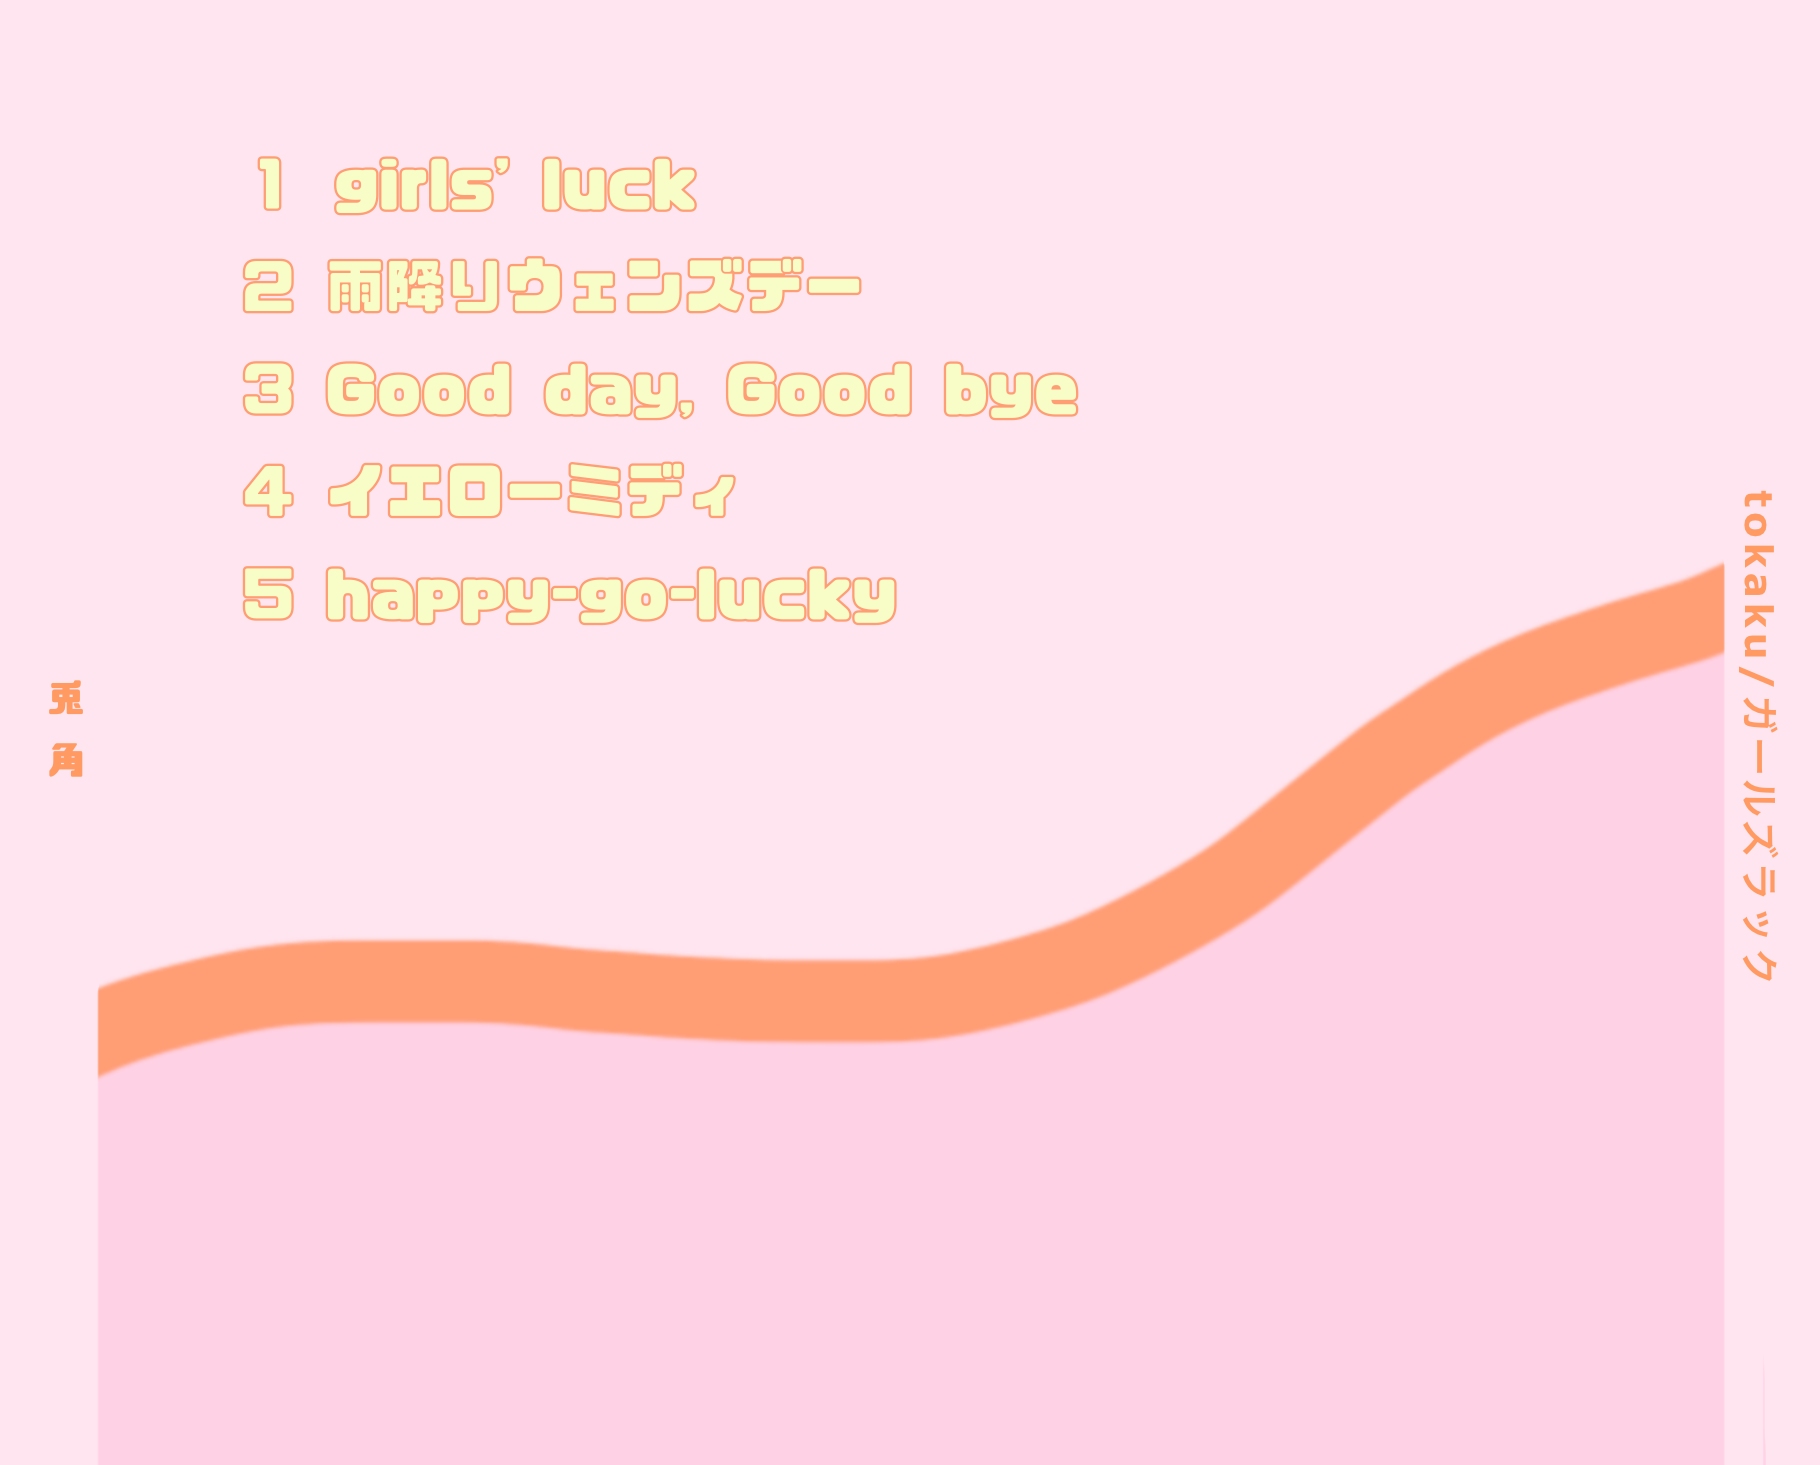 1 girls' luck
2 雨降りウェンズデー
3 Good day, Good bye
4 イエローミディ
5 happy-go-lucky
兎角
tokaku/ガールズラック